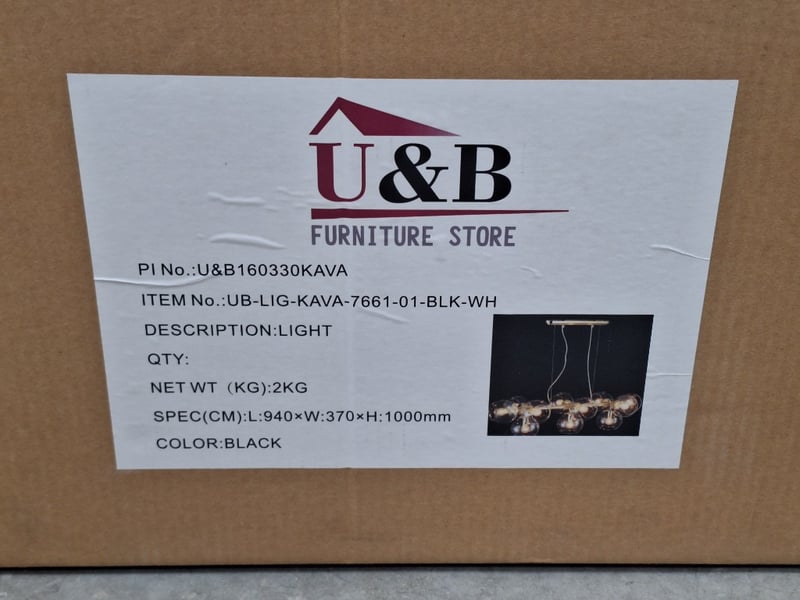 U&B
FURNITURE STORE
PI No.:U&B160330KAVA
ITEM No.:UB-LIG-KAVA-7661-01-BLK-WH
DESCRIPTION:LIGHT
QTY:
NET WT（KG):2KG
SPEC(CM):L:940×W:370×H:1000mm
COLOR:BLACK